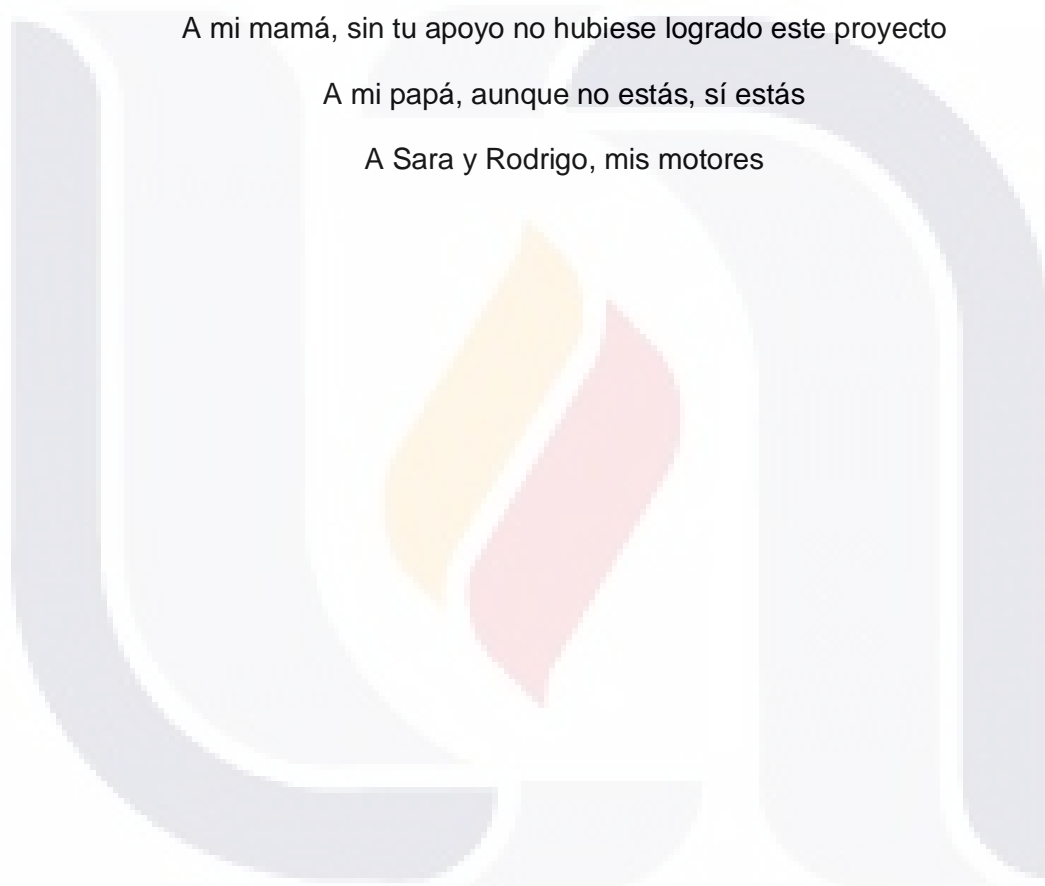 A mi mamá, sin tu apoyo no hubiese logrado este proyecto
A mi papá, aunque no estás, sí estás
A Sara y Rodrigo, mis motores